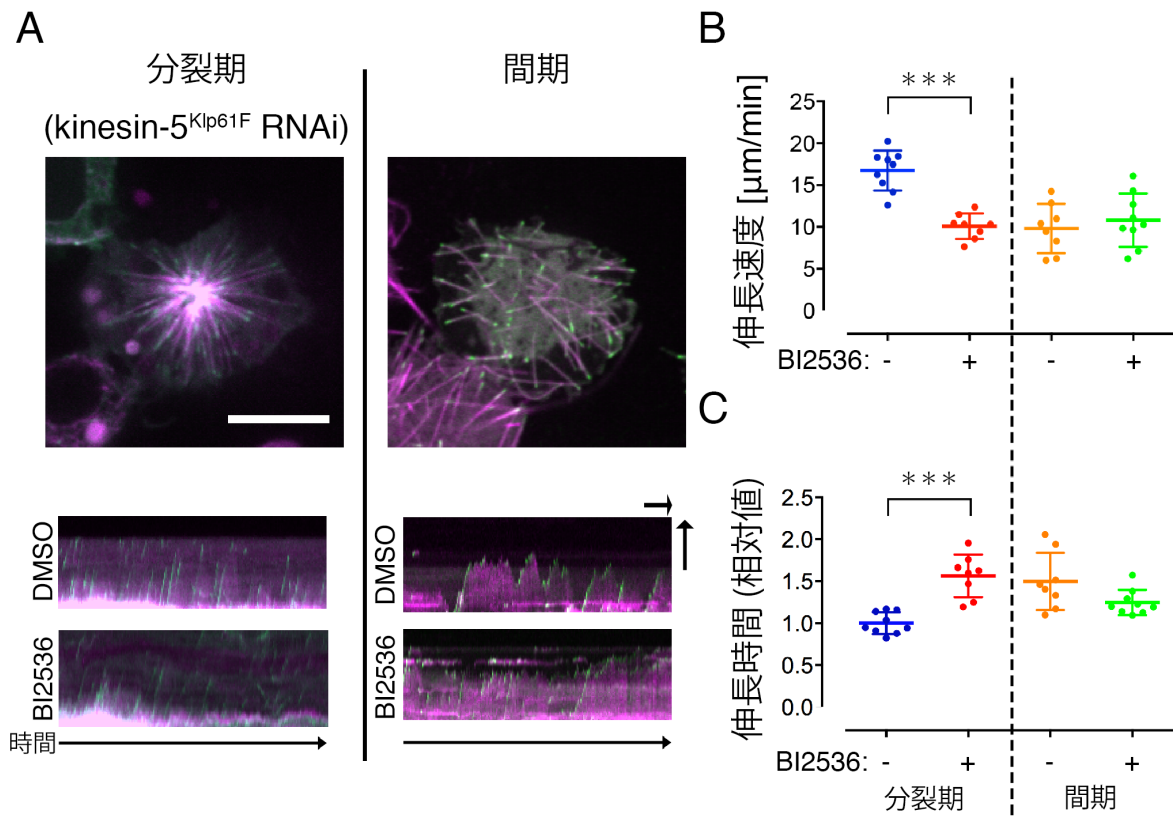 A
分裂期
間期
(kinesin-5Klp61F RNAi)
DMSO
DMSO
BI2536
BI2536
時間
B
伸長速度 [μm/min]
***
25
20
15
10
5
0
BI2536: - + - +
C
伸長時間 (相対値)
***
2.5
2.0
1.5
1.0
0.5
0.0
BI2536: - + - +
分裂期
間期